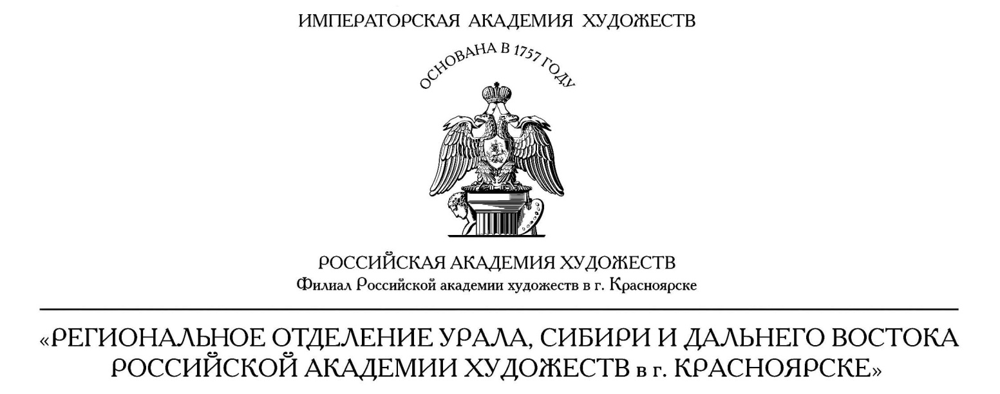 ИМПЕРАТОРСКАЯ АКАДЕМИЯ ХУДОЖЕСТВ
ОСНОВАНА В 1757 ГОДУ
РОССИЙСКАЯ АКАДЕМИЯ ХУДОЖЕСТВ
Филиал Российской академии художеств в г. Красноярске
«РЕГИОНАЛЬНОЕ ОТДЕЛЕНИЕ УРАЛА, СИБИРИ И ДАЛЬНЕГО ВОСТОКА
РОССИЙСКОЙ АКАДЕМИИ ХУДОЖЕСТВ в г. КРАСНОЯРСКЕ»